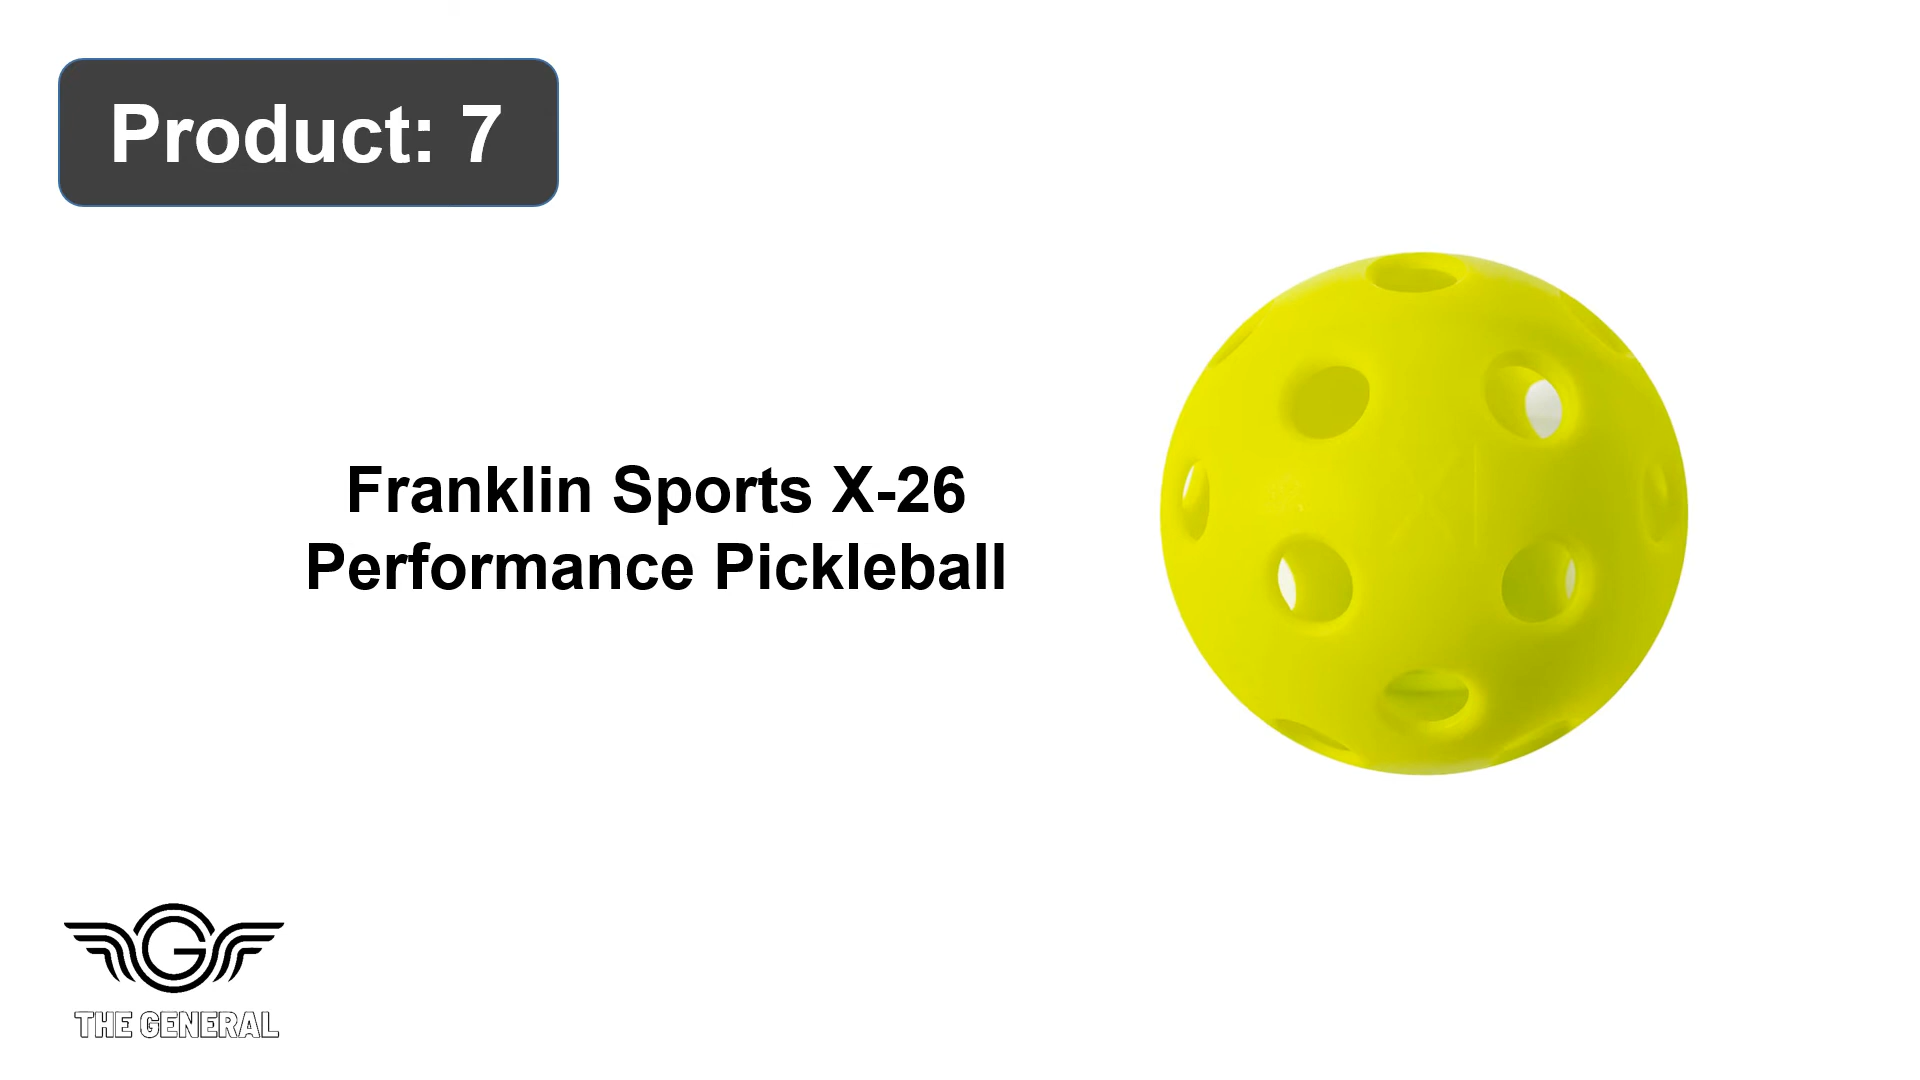 Product: 7
Franklin Sports X-26
Performance Pickleball
THE GENERAL